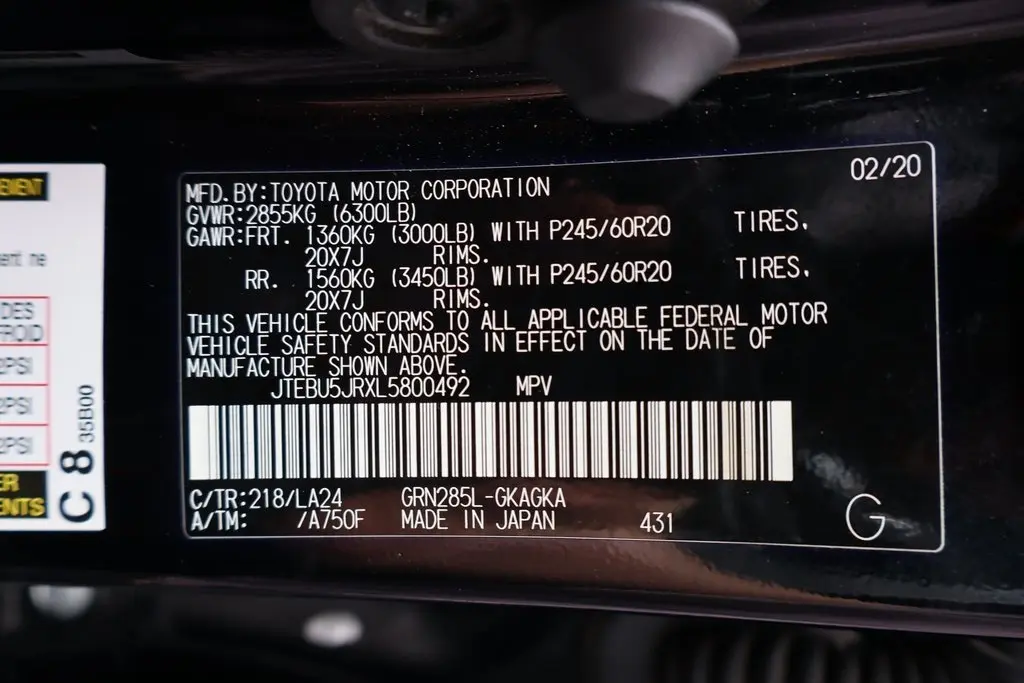 EMENT
ent ne
DES
FROID
2PSI
2PSI
2PSI
ER
ENTS
C 8 35B00
02/20
MFD. BY:TOYOTA MOTOR CORPORATION
GVWR:2855KG (6300LB)
GAWR:FRT. 1360KG (3000LB) WITH P245/60R20 TIRES.
20X7J RIMS.
RR. 1560KG (3450LB) WITH P245/60R20 TIRES.
20X7J RIMS.
THIS VEHICLE CONFORMS TO ALL APPLICABLE FEDERAL MOTOR
VEHICLE SAFETY STANDARDS IN EFFECT ON THE DATE OF
MANUFACTURE SHOWN ABOVE.
JTEBU5JRXL5800492 MPV
C/TR:218/LA24 GRN285L-GKAGKA
A/TM: /A750F MADE IN JAPAN 431
G